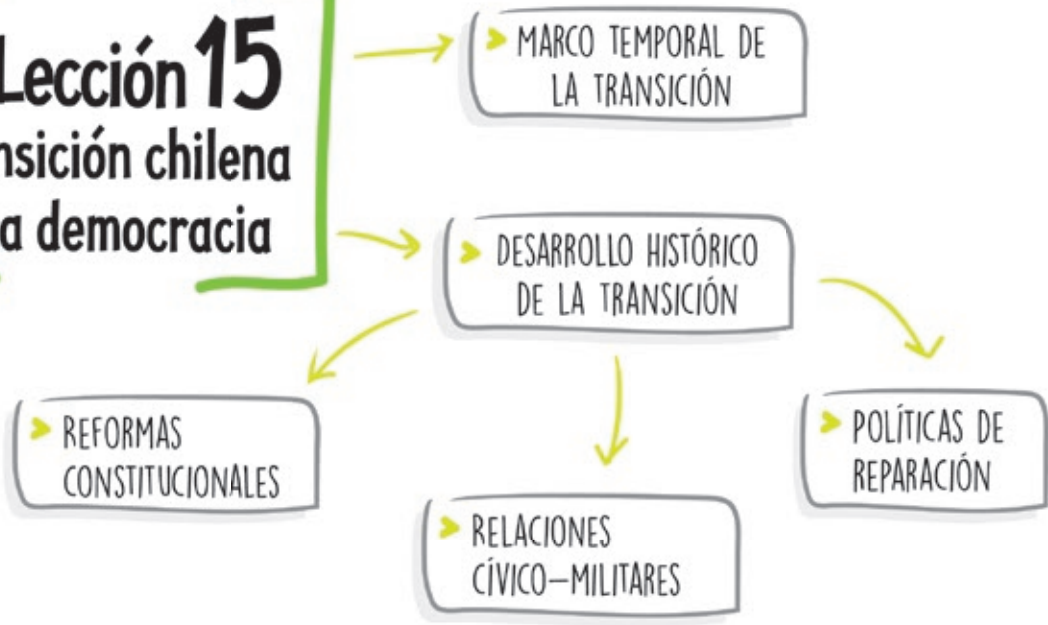 Lección 15
nsición chilena
a democracia
MARCO TEMPORAL DE
LA TRANSICIÓN
DESARROLLO HISTÓRICO
DE LA TRANSICIÓN
REFORMAS
CONSTITUCIONALES
RELACIONES
CÍVICO–MILITARES
POLÍTICAS DE
REPARACIÓN